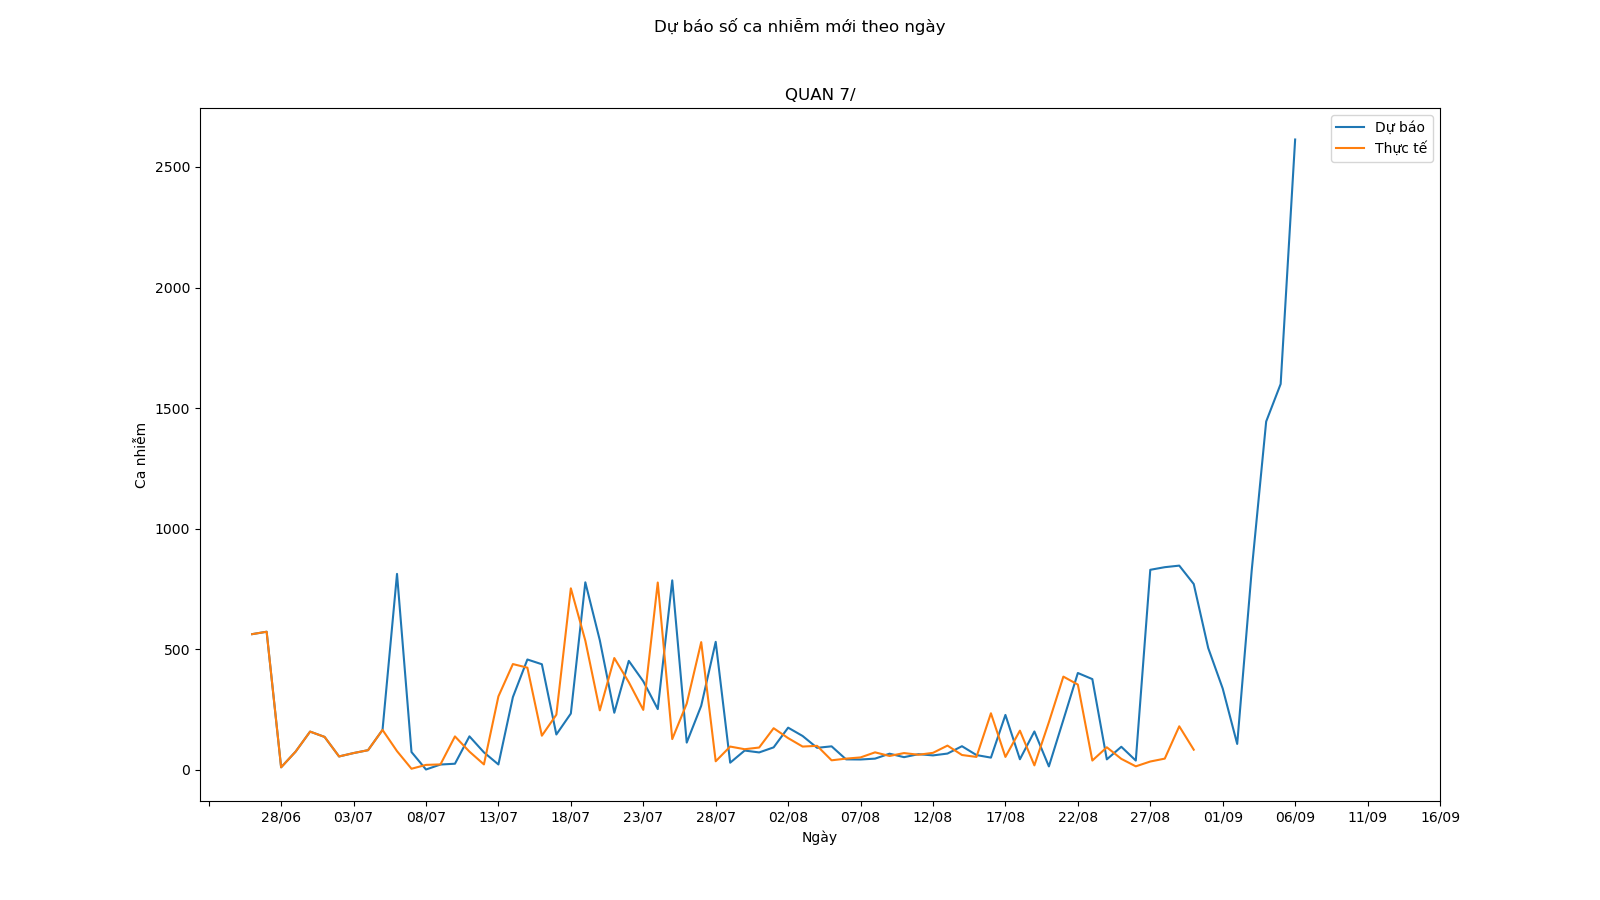 Dự báo số ca nhiễm mới theo ngày
QUAN 7/
Dự báo
Thực tế
2500
2000
1500
1000
500
0
Ca nhiễm
28/06 03/07 08/07 13/07 18/07 23/07 28/07 02/08 07/08 12/08 17/08 22/08 27/08 01/09 06/09 11/09 16/09
Ngày